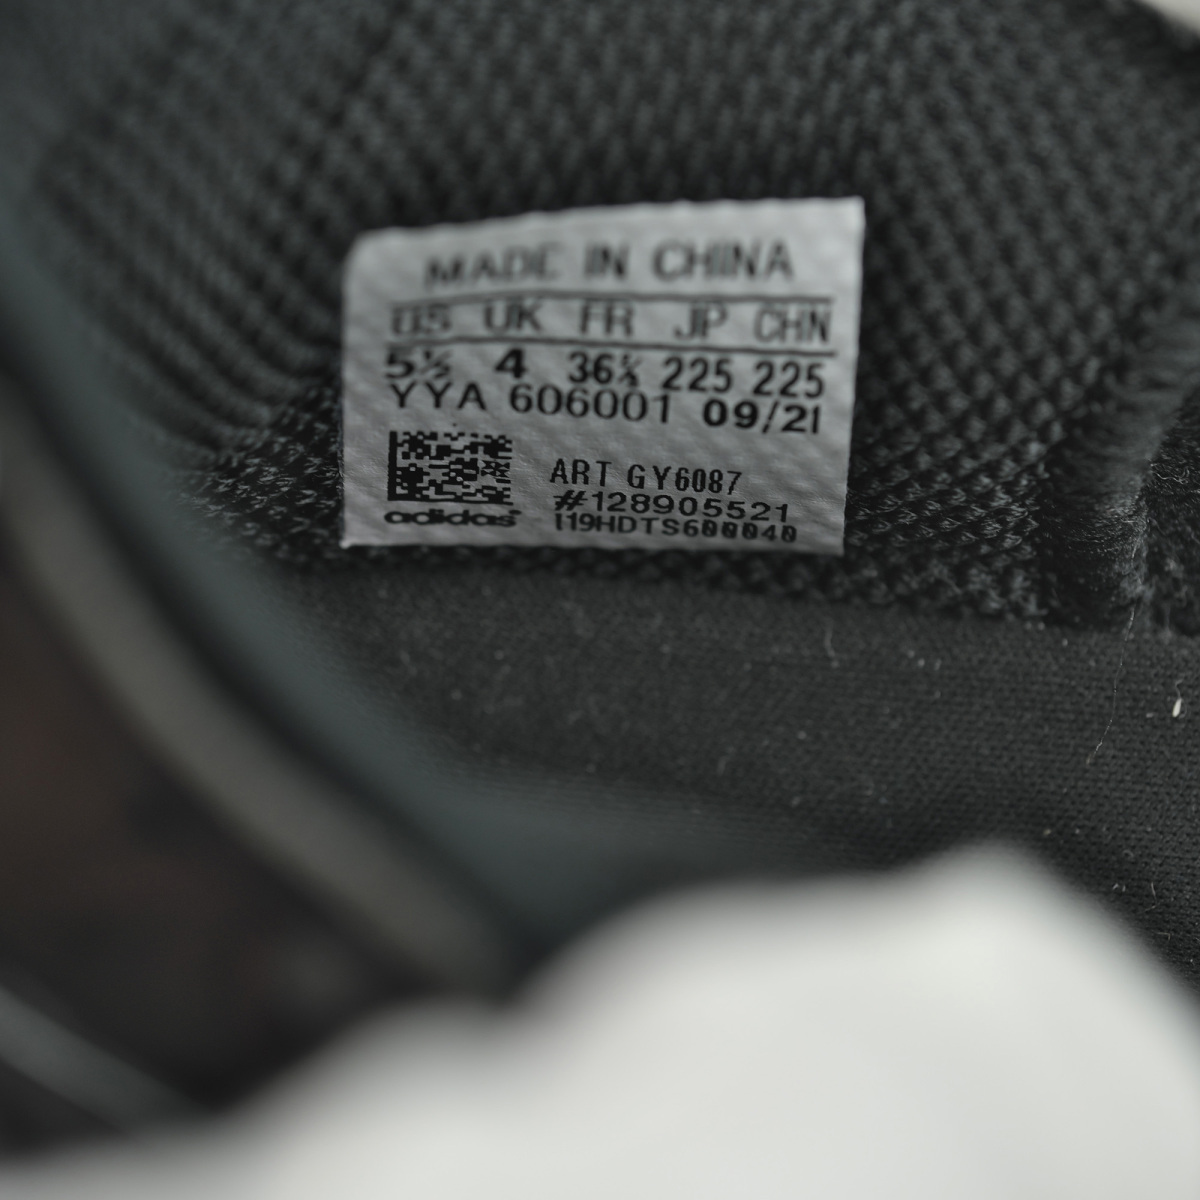 MADE IN CHINA
US UK FR JP CHN
5½ 4 36⅔ 225 225
YYA 606001 09/21
ART GY6087
#128905521
adidas
I19HDTS600040